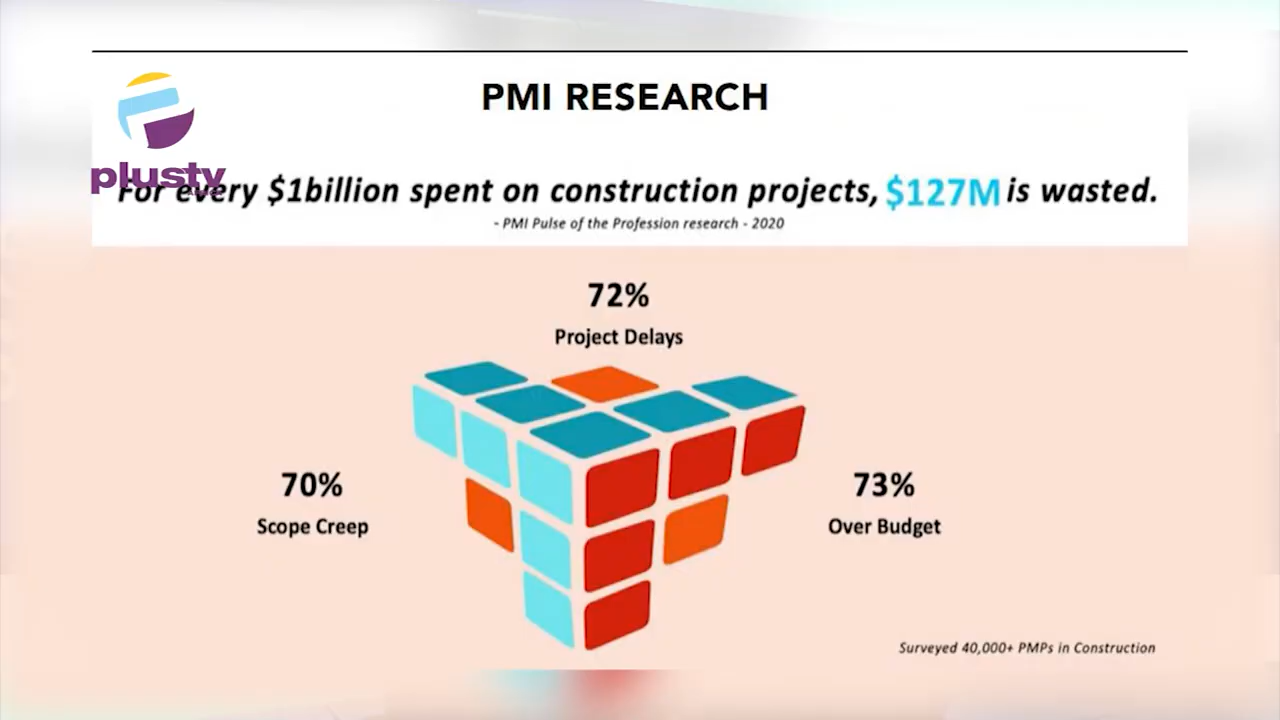 PMI RESEARCH
plustv
For every $1billion spent on construction projects, $127M is wasted.
- PMI Pulse of the Profession research - 2020
72%
Project Delays
70%
Scope Creep
73%
Over Budget
Surveyed 40,000+ PMPs in Construction